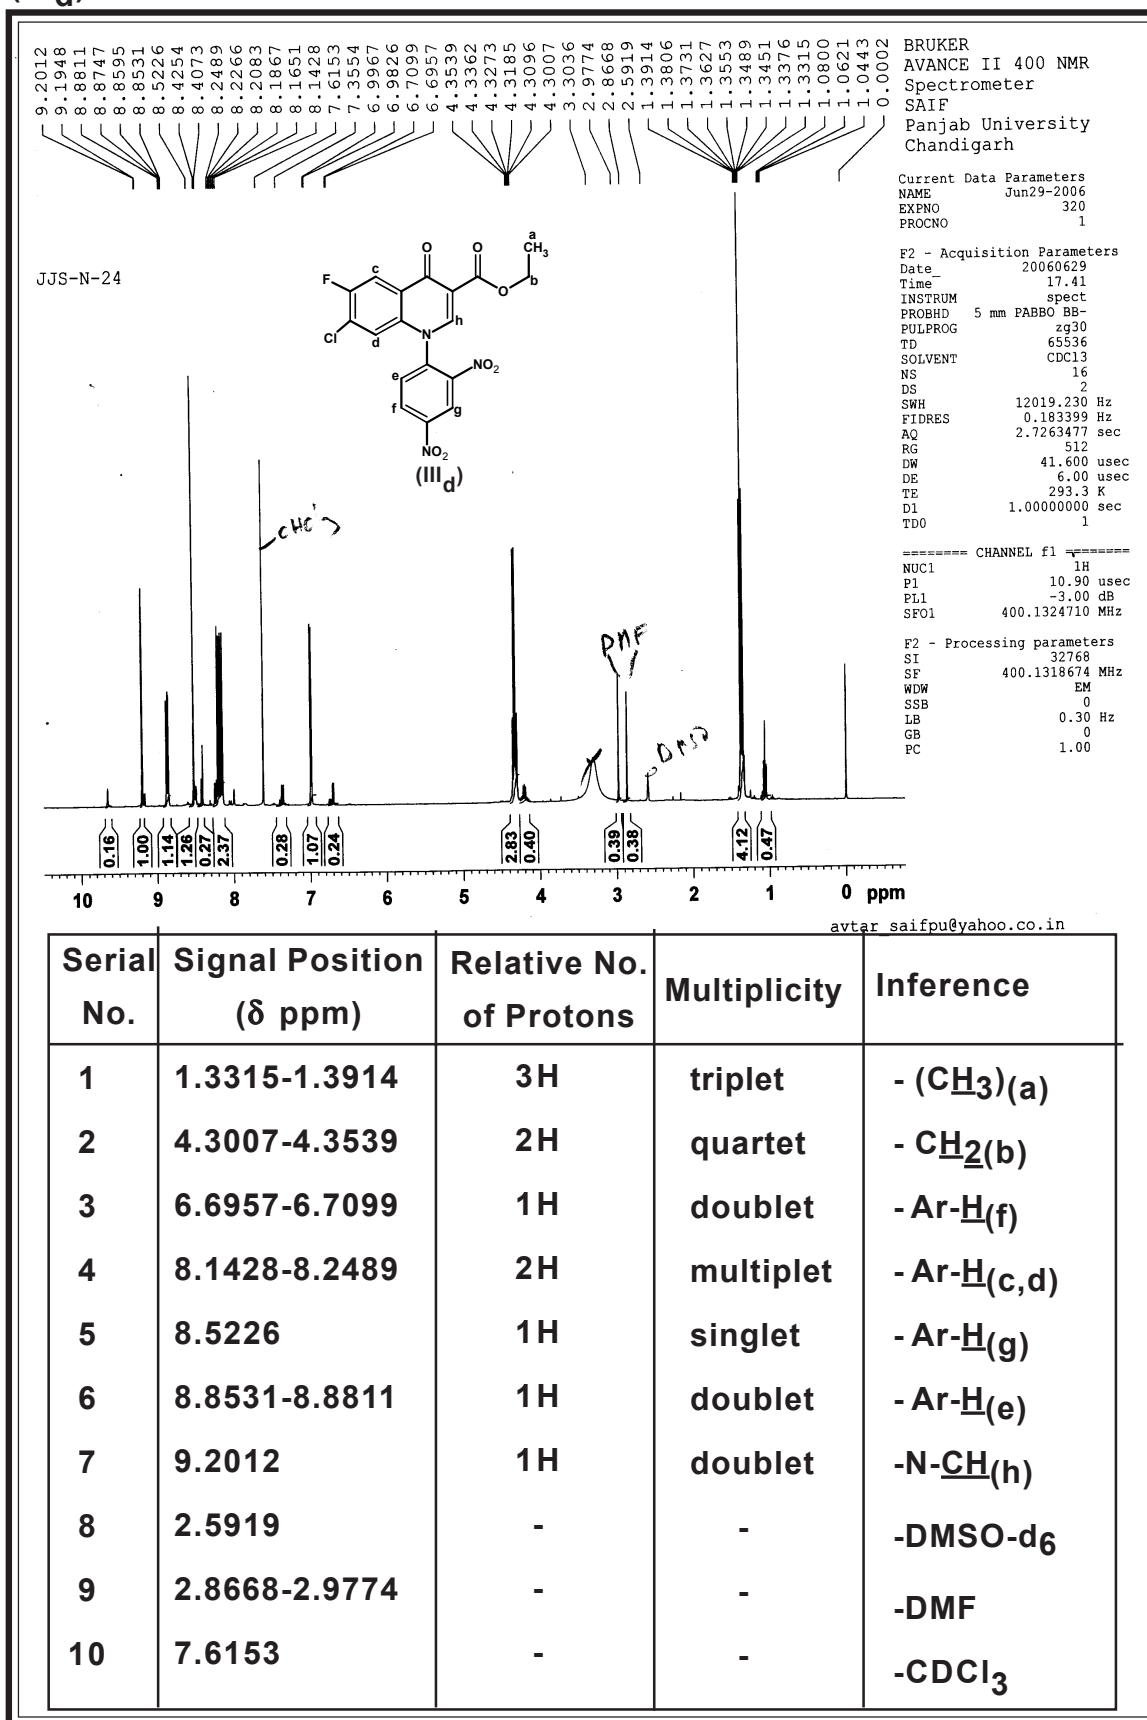 d)
9.2012
9.1948
8.8811
8.8747
8.8595
8.8531
8.5226
8.4254
8.4073
8.2489
8.2266
8.2083
8.1867
8.1651
8.1428
7.6153
7.3554
6.9967
6.9826
6.7099
6.6957
4.3539
4.3362
4.3273
4.3185
4.3096
4.3007
3.3036
2.9774
2.8668
2.5919
1.3914
1.3806
1.3731
1.3627
1.3553
1.3489
1.3451
1.3376
1.3315
1.0800
1.0621
1.0443
0.0002
BRUKER
AVANCE II 400 NMR
Spectrometer
SAIF
Panjab University
Chandigarh
Current Data Parameters
NAME Jun29-2006
EXPNO 320
PROCNO 1
F2 - Acquisition Parameters
Date_ 20060629
Time 17.41
INSTRUM spect
PROBHD 5 mm PABBO BB-
PULPROG zg30
TD 65536
SOLVENT CDCl3
NS 16
DS 2
SWH 12019.230 Hz
FIDRES 0.183399 Hz
AQ 2.7263477 sec
RG 512
DW 41.600 usec
DE 6.00 usec
TE 293.3 K
D1 1.00000000 sec
TD0 1
======== CHANNEL f1 ========
NUC1 1H
P1 10.90 usec
PL1 -3.00 dB
SFO1 400.1324710 MHz
F2 - Processing parameters
SI 32768
SF 400.1318674 MHz
WDW EM
SSB 0
LB 0.30 Hz
GB 0
PC 1.00
JJS-N-24
a
O O CH3
F c O b
Cl d N h
e NO2
f g
NO2
(IIId)
DMF
DMSO
0.16 1.00 1.14 1.26 0.27 2.37 0.28 1.07 0.24 2.83 0.40 0.39 0.38 4.12 0.47
10 9 8 7 6 5 4 3 2 1 0 ppm
avtar_saifpu@yahoo.co.in
Serial No. Signal Position (δ ppm) Relative No. of Protons Multiplicity Inference
1 1.3315-1.3914 3H triplet - (CH3)(a)
2 4.3007-4.3539 2H quartet - CH2(b)
3 6.6957-6.7099 1H doublet - Ar-H(f)
4 8.1428-8.2489 2H multiplet - Ar-H(c,d)
5 8.5226 1H singlet - Ar-H(g)
6 8.8531-8.8811 1H doublet - Ar-H(e)
7 9.2012 1H doublet -N-CH(h)
8 2.5919 - - -DMSO-d6
9 2.8668-2.9774 - - -DMF
10 7.6153 - - -CDCl3